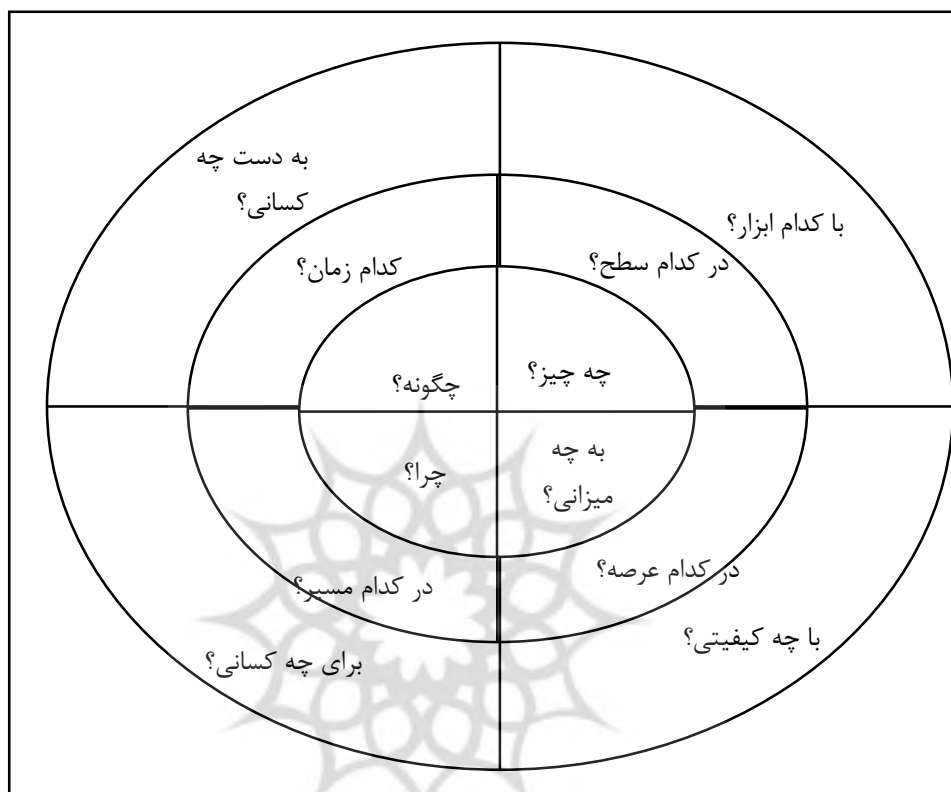 به دست چه
کسانی؟
با کدام ابزار؟
کدام زمان؟
در کدام سطح؟
چگونه؟
چه چیز؟
چرا؟
به چه
میزانی؟
در کدام مسیر؟
در کدام عرصه؟
برای چه کسانی؟
با چه کیفیتی؟